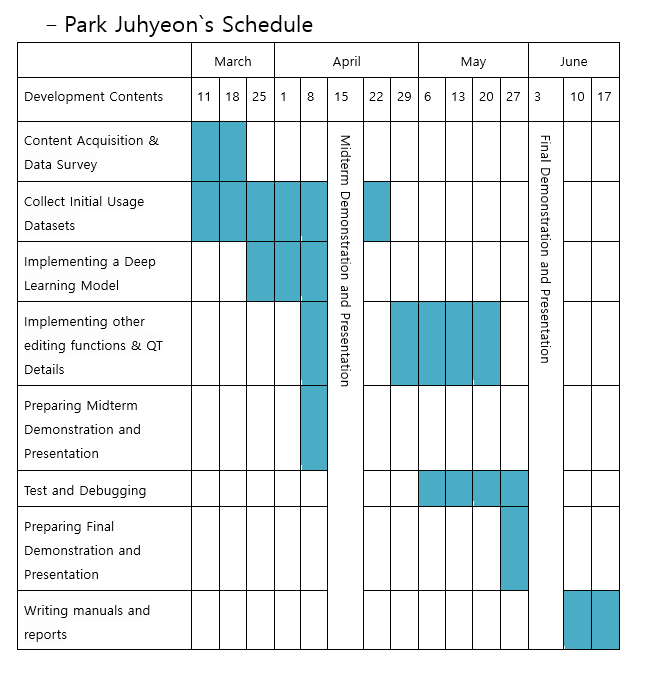 – Park Juhyeon`s Schedule
March April May June
Development Contents 11 18 25 1 8 15 22 29 6 13 20 27 3 10 17
Content Acquisition &
Data Survey
Collect Initial Usage
Datasets
Implementing a Deep
Learning Model
Implementing other
editing functions & QT
Details
Preparing Midterm
Demonstration and
Presentation
Test and Debugging
Preparing Final
Demonstration and
Presentation
Writing manuals and
reports
Midterm Demonstration and Presentation
Final Demonstration and Presentation